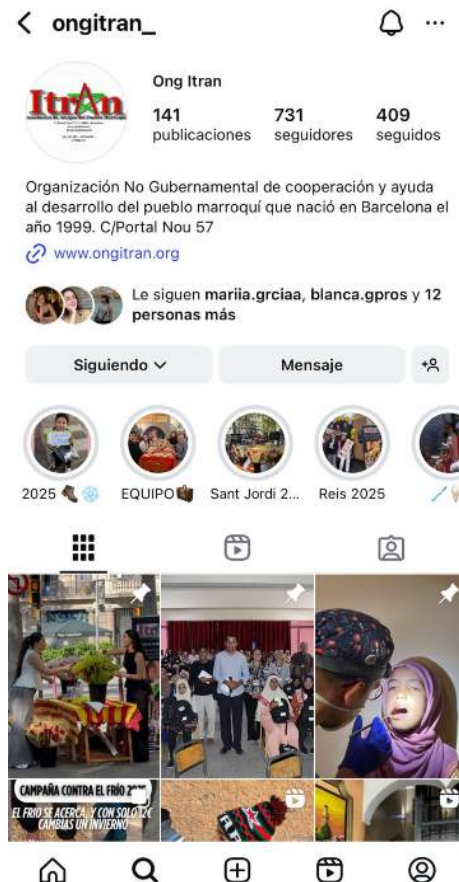 ongitran_
Itran
Ong Itran
141
publicaciones
731
seguidores
409
seguidos
Organización No Gubernamental de cooperación y ayuda
al desarrollo del pueblo marroquí que nació en Barcelona el
año 1999. C/Portal Nou 57
www.ongitran.org
Le siguen mariia.grciaa, blanca.gpros y 12
personas más
Siguiendo
Mensaje
2025
EQUIPO
Sant Jordi 2...
Reis 2025
CAMPAÑA CONTRA EL FRÍO
EL FRIO SE ACERCA, Y CON SOLO 12€
CAMBIAS UN INVIERNO